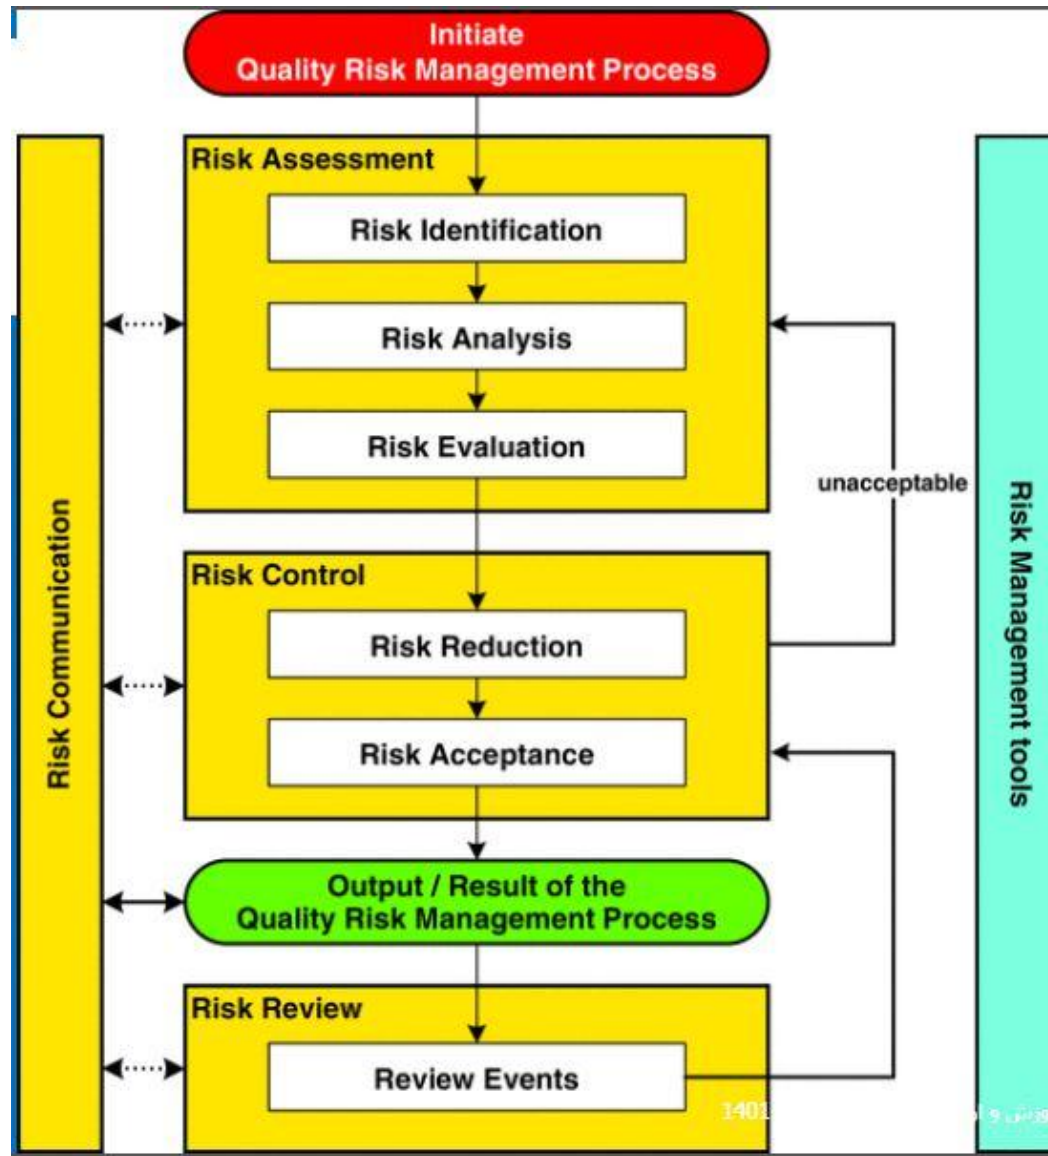 Initiate
Quality Risk Management Process
Risk Assessment
Risk Identification
Risk Analysis
Risk Evaluation
unacceptable
Risk Control
Risk Reduction
Risk Acceptance
Output / Result of the
Quality Risk Management Process
Risk Review
Review Events
Risk Communication
Risk Management tools
1401